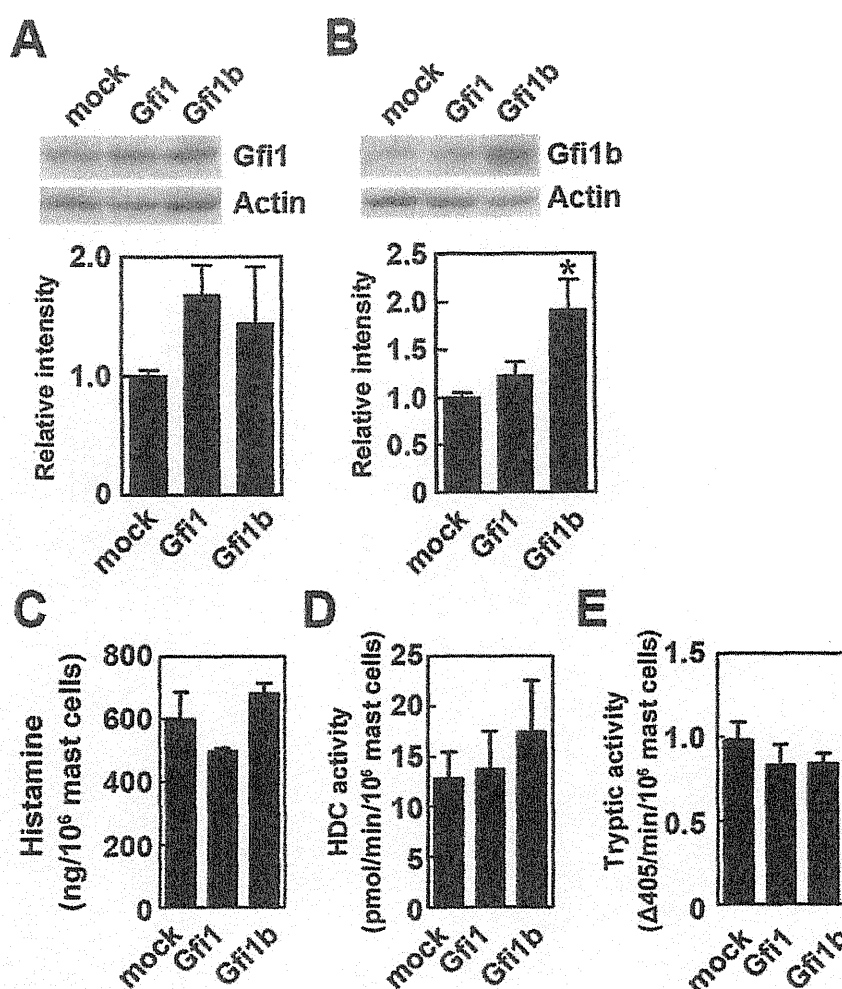 A
mock Gfi1 Gfi1b
Gfi1
Actin
2.0
1.0
0
Relative intensity
mock Gfi1 Gfi1b
B
mock Gfi1 Gfi1b
Gfi1b
Actin
2.5
2.0
1.5
1.0
0.5
0
Relative intensity
*
mock Gfi1 Gfi1b
C
800
600
400
200
0
Histamine
(ng/10⁶ mast cells)
mock Gfi1 Gfi1b
D
25
20
15
10
5
0
HDC activity
(pmol/min/10⁶ mast cells)
mock Gfi1 Gfi1b
E
1.5
1.0
0.5
0
Tryptic activity
(Δ405/min/10⁶ mast cells)
mock Gfi1 Gfi1b